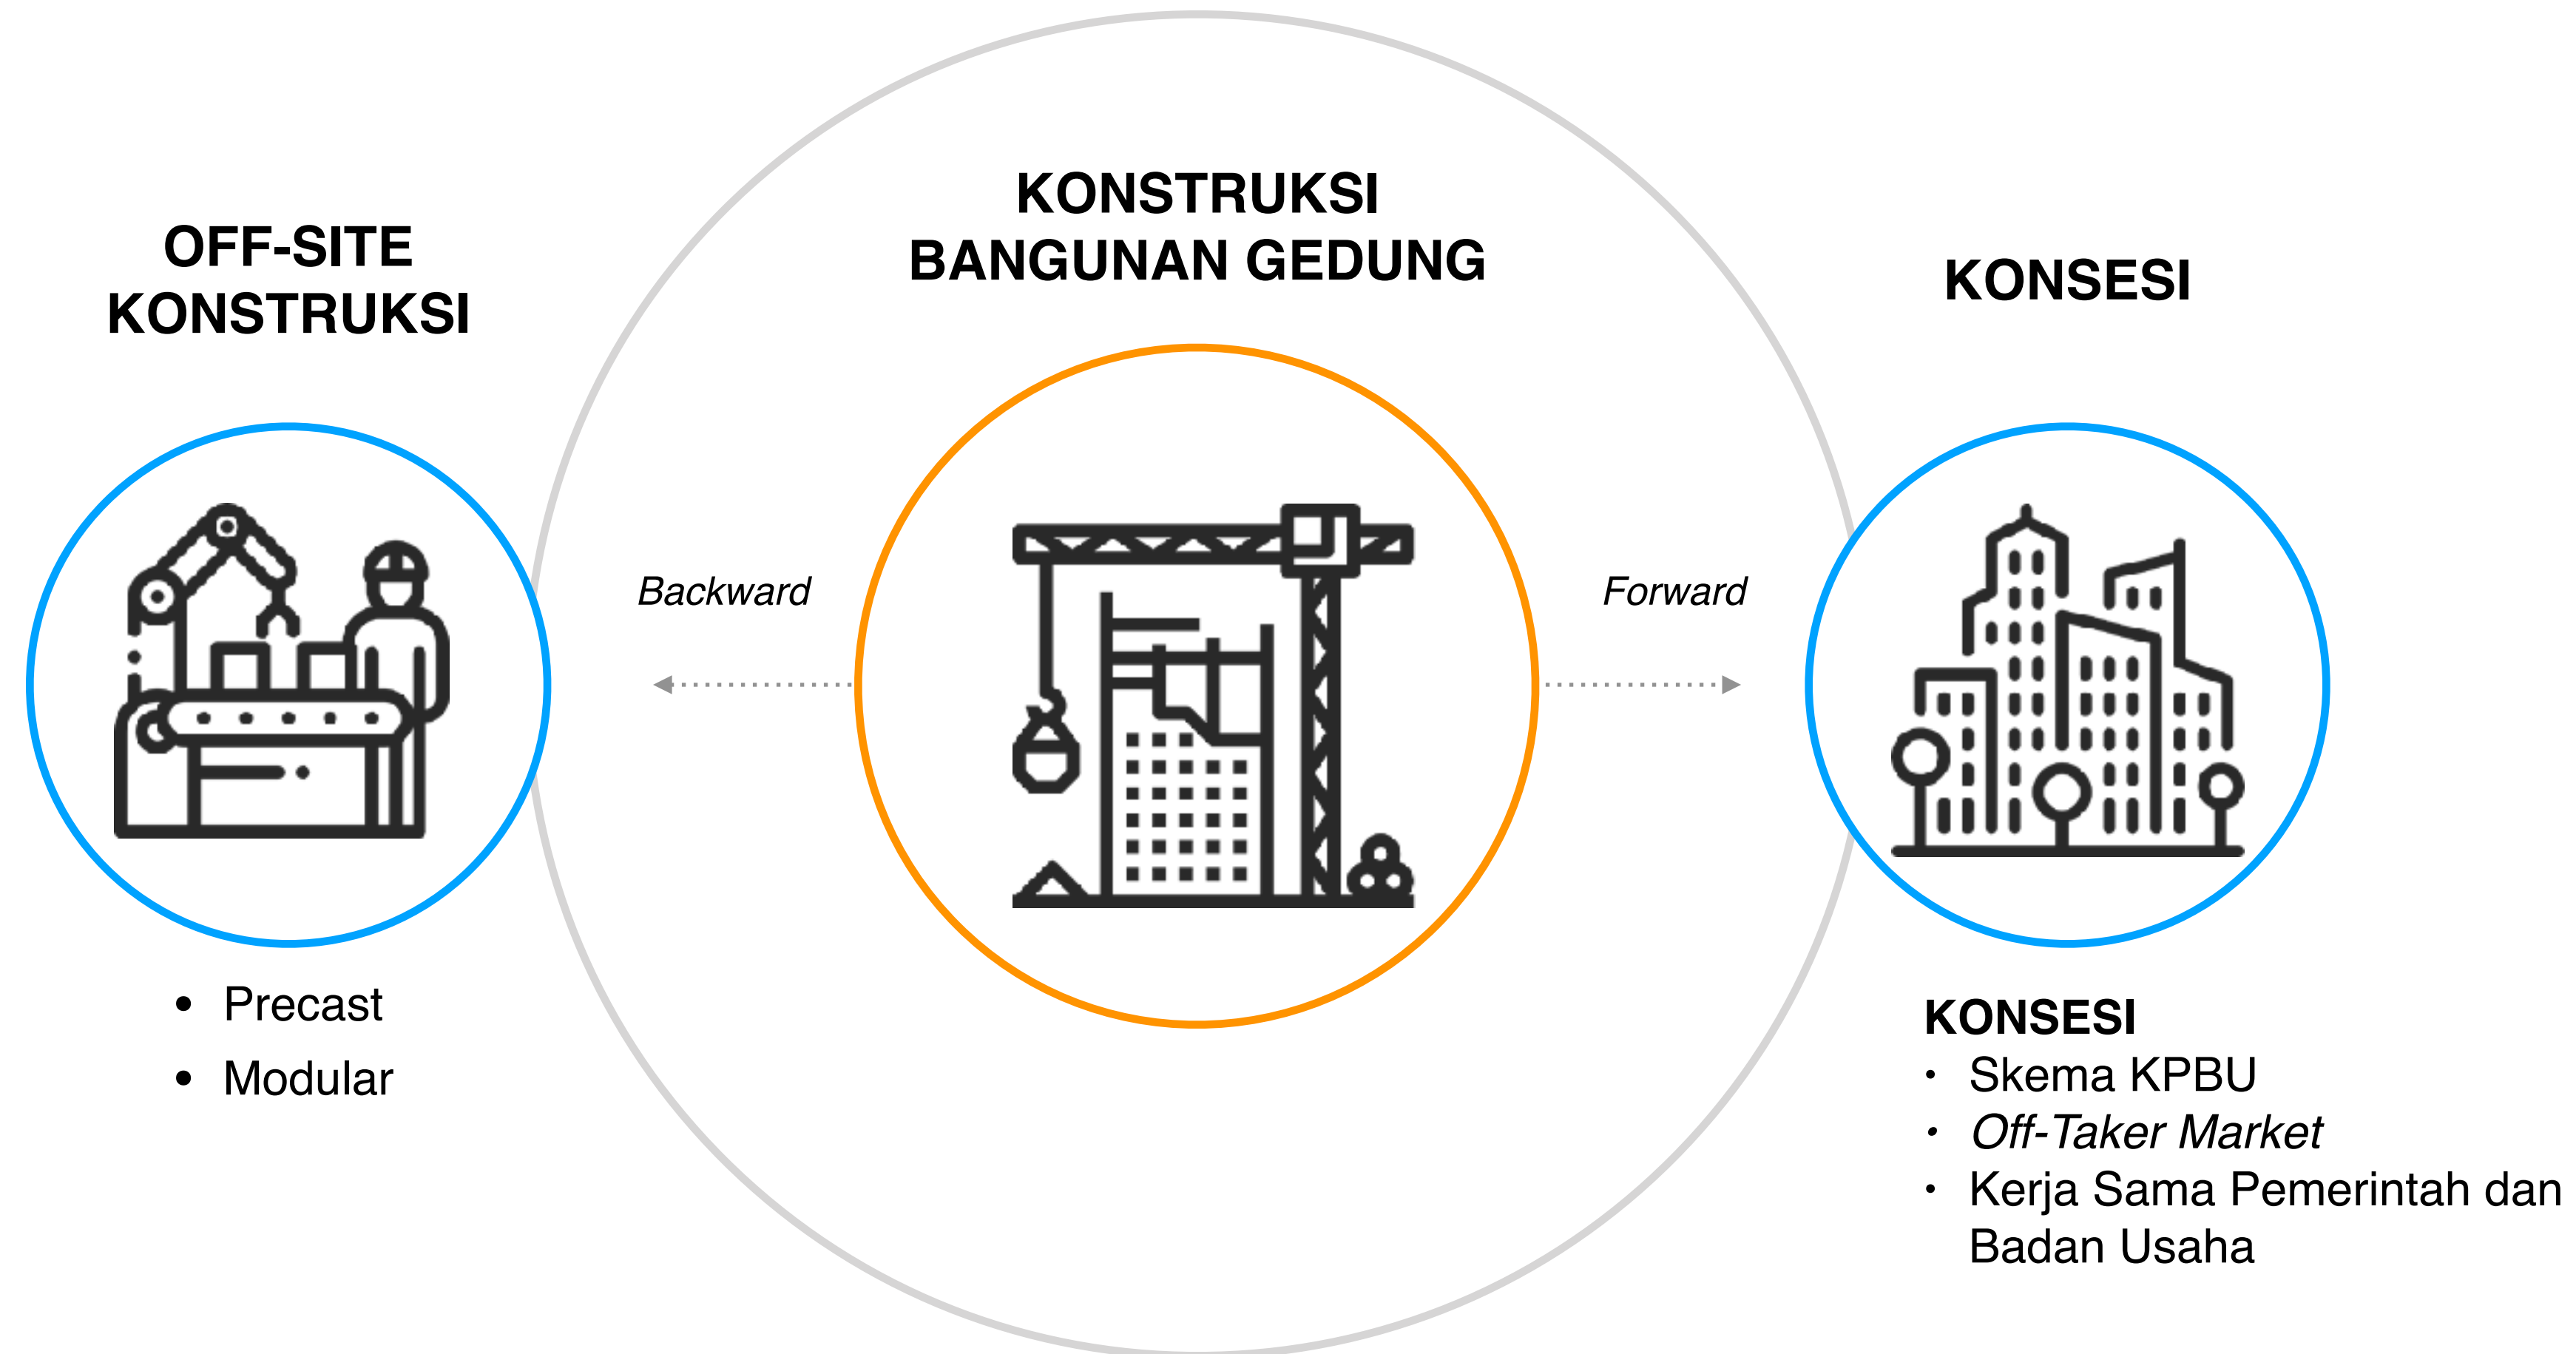 OFF-SITE
KONSTRUKSI
• Precast
• Modular
KONSTRUKSI
BANGUNAN GEDUNG
Backward
Forward
KONSESI
KONSESI
• Skema KPBU
• Off-Taker Market
• Kerja Sama Pemerintah dan
Badan Usaha